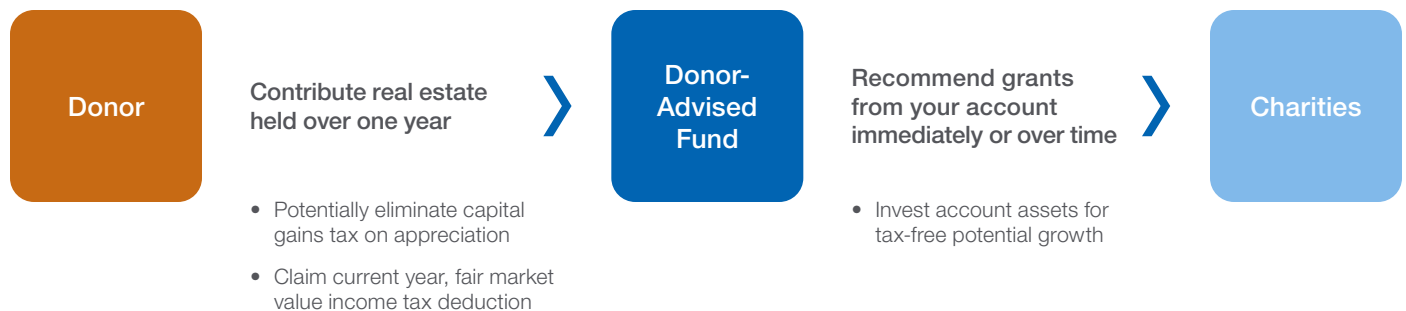 Donor
Contribute real estate
held over one year
• Potentially eliminate capital
gains tax on appreciation
• Claim current year, fair market
value income tax deduction
Donor-
Advised
Fund
Recommend grants
from your account
immediately or over time
• Invest account assets for
tax-free potential growth
Charities